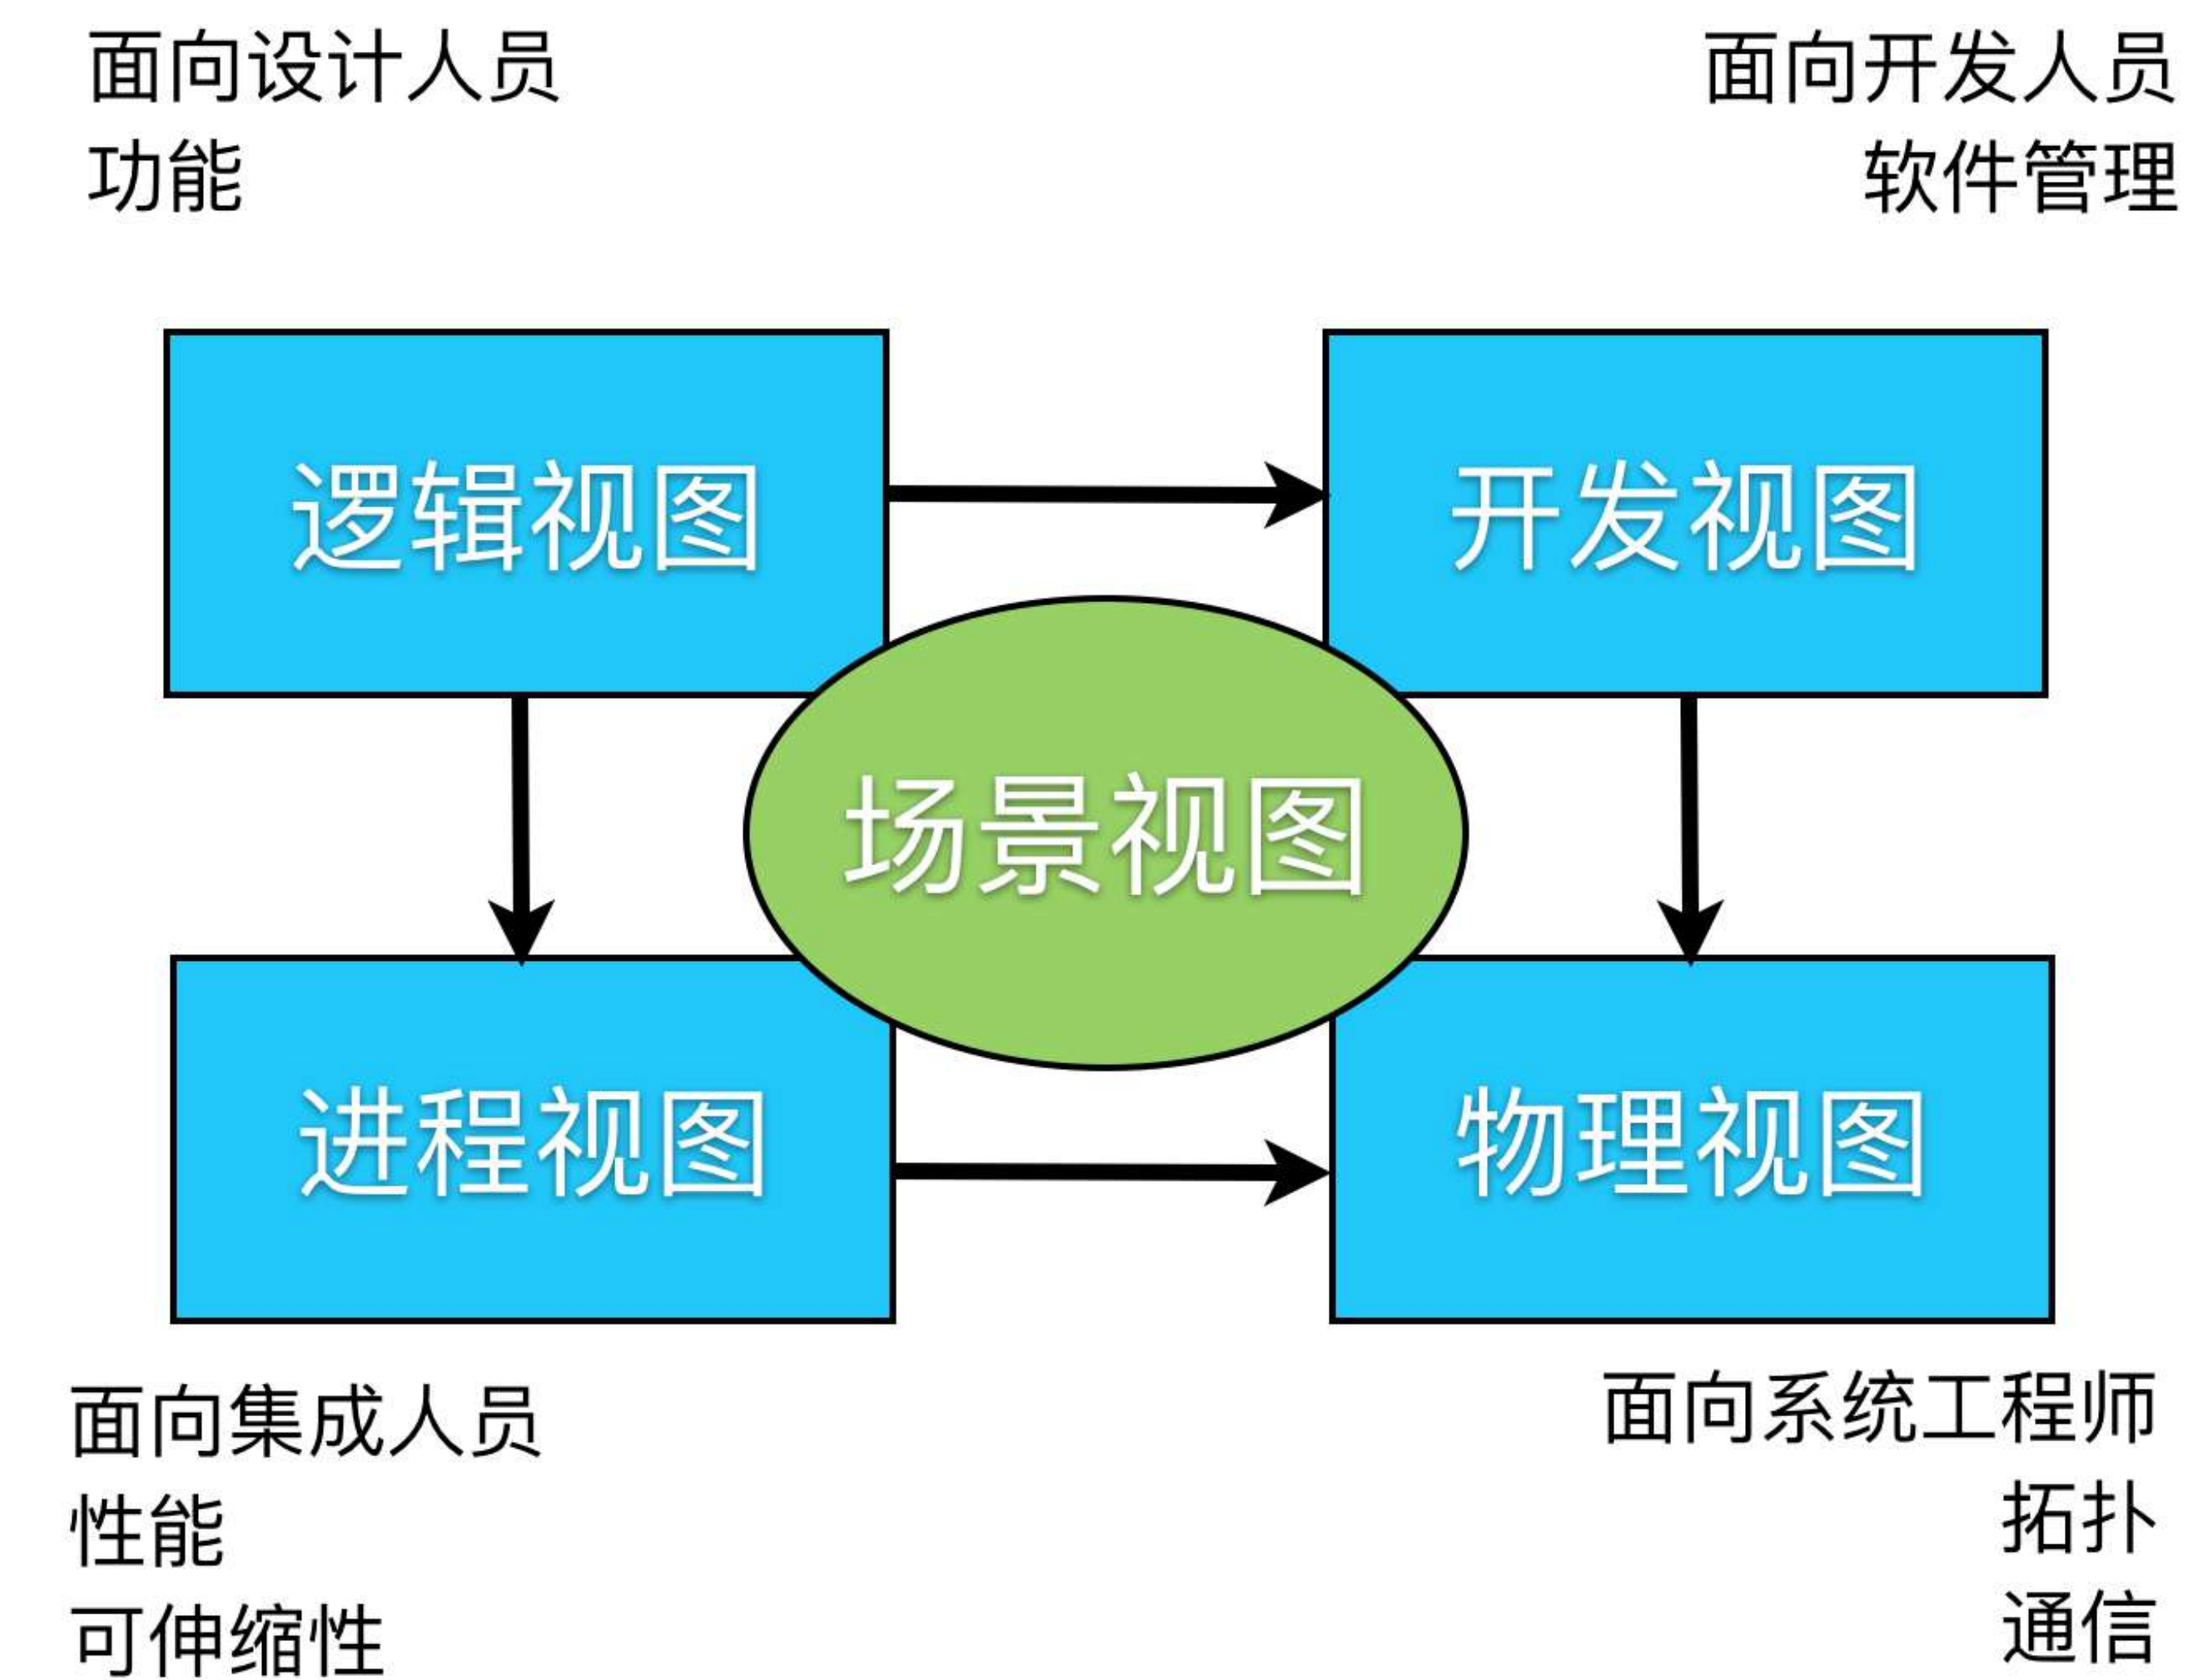 面向设计人员
功能
面向开发人员
软件管理
逻辑视图
开发视图
场景视图
进程视图
物理视图
面向集成人员
性能
可伸缩性
面向系统工程师
拓扑
通信